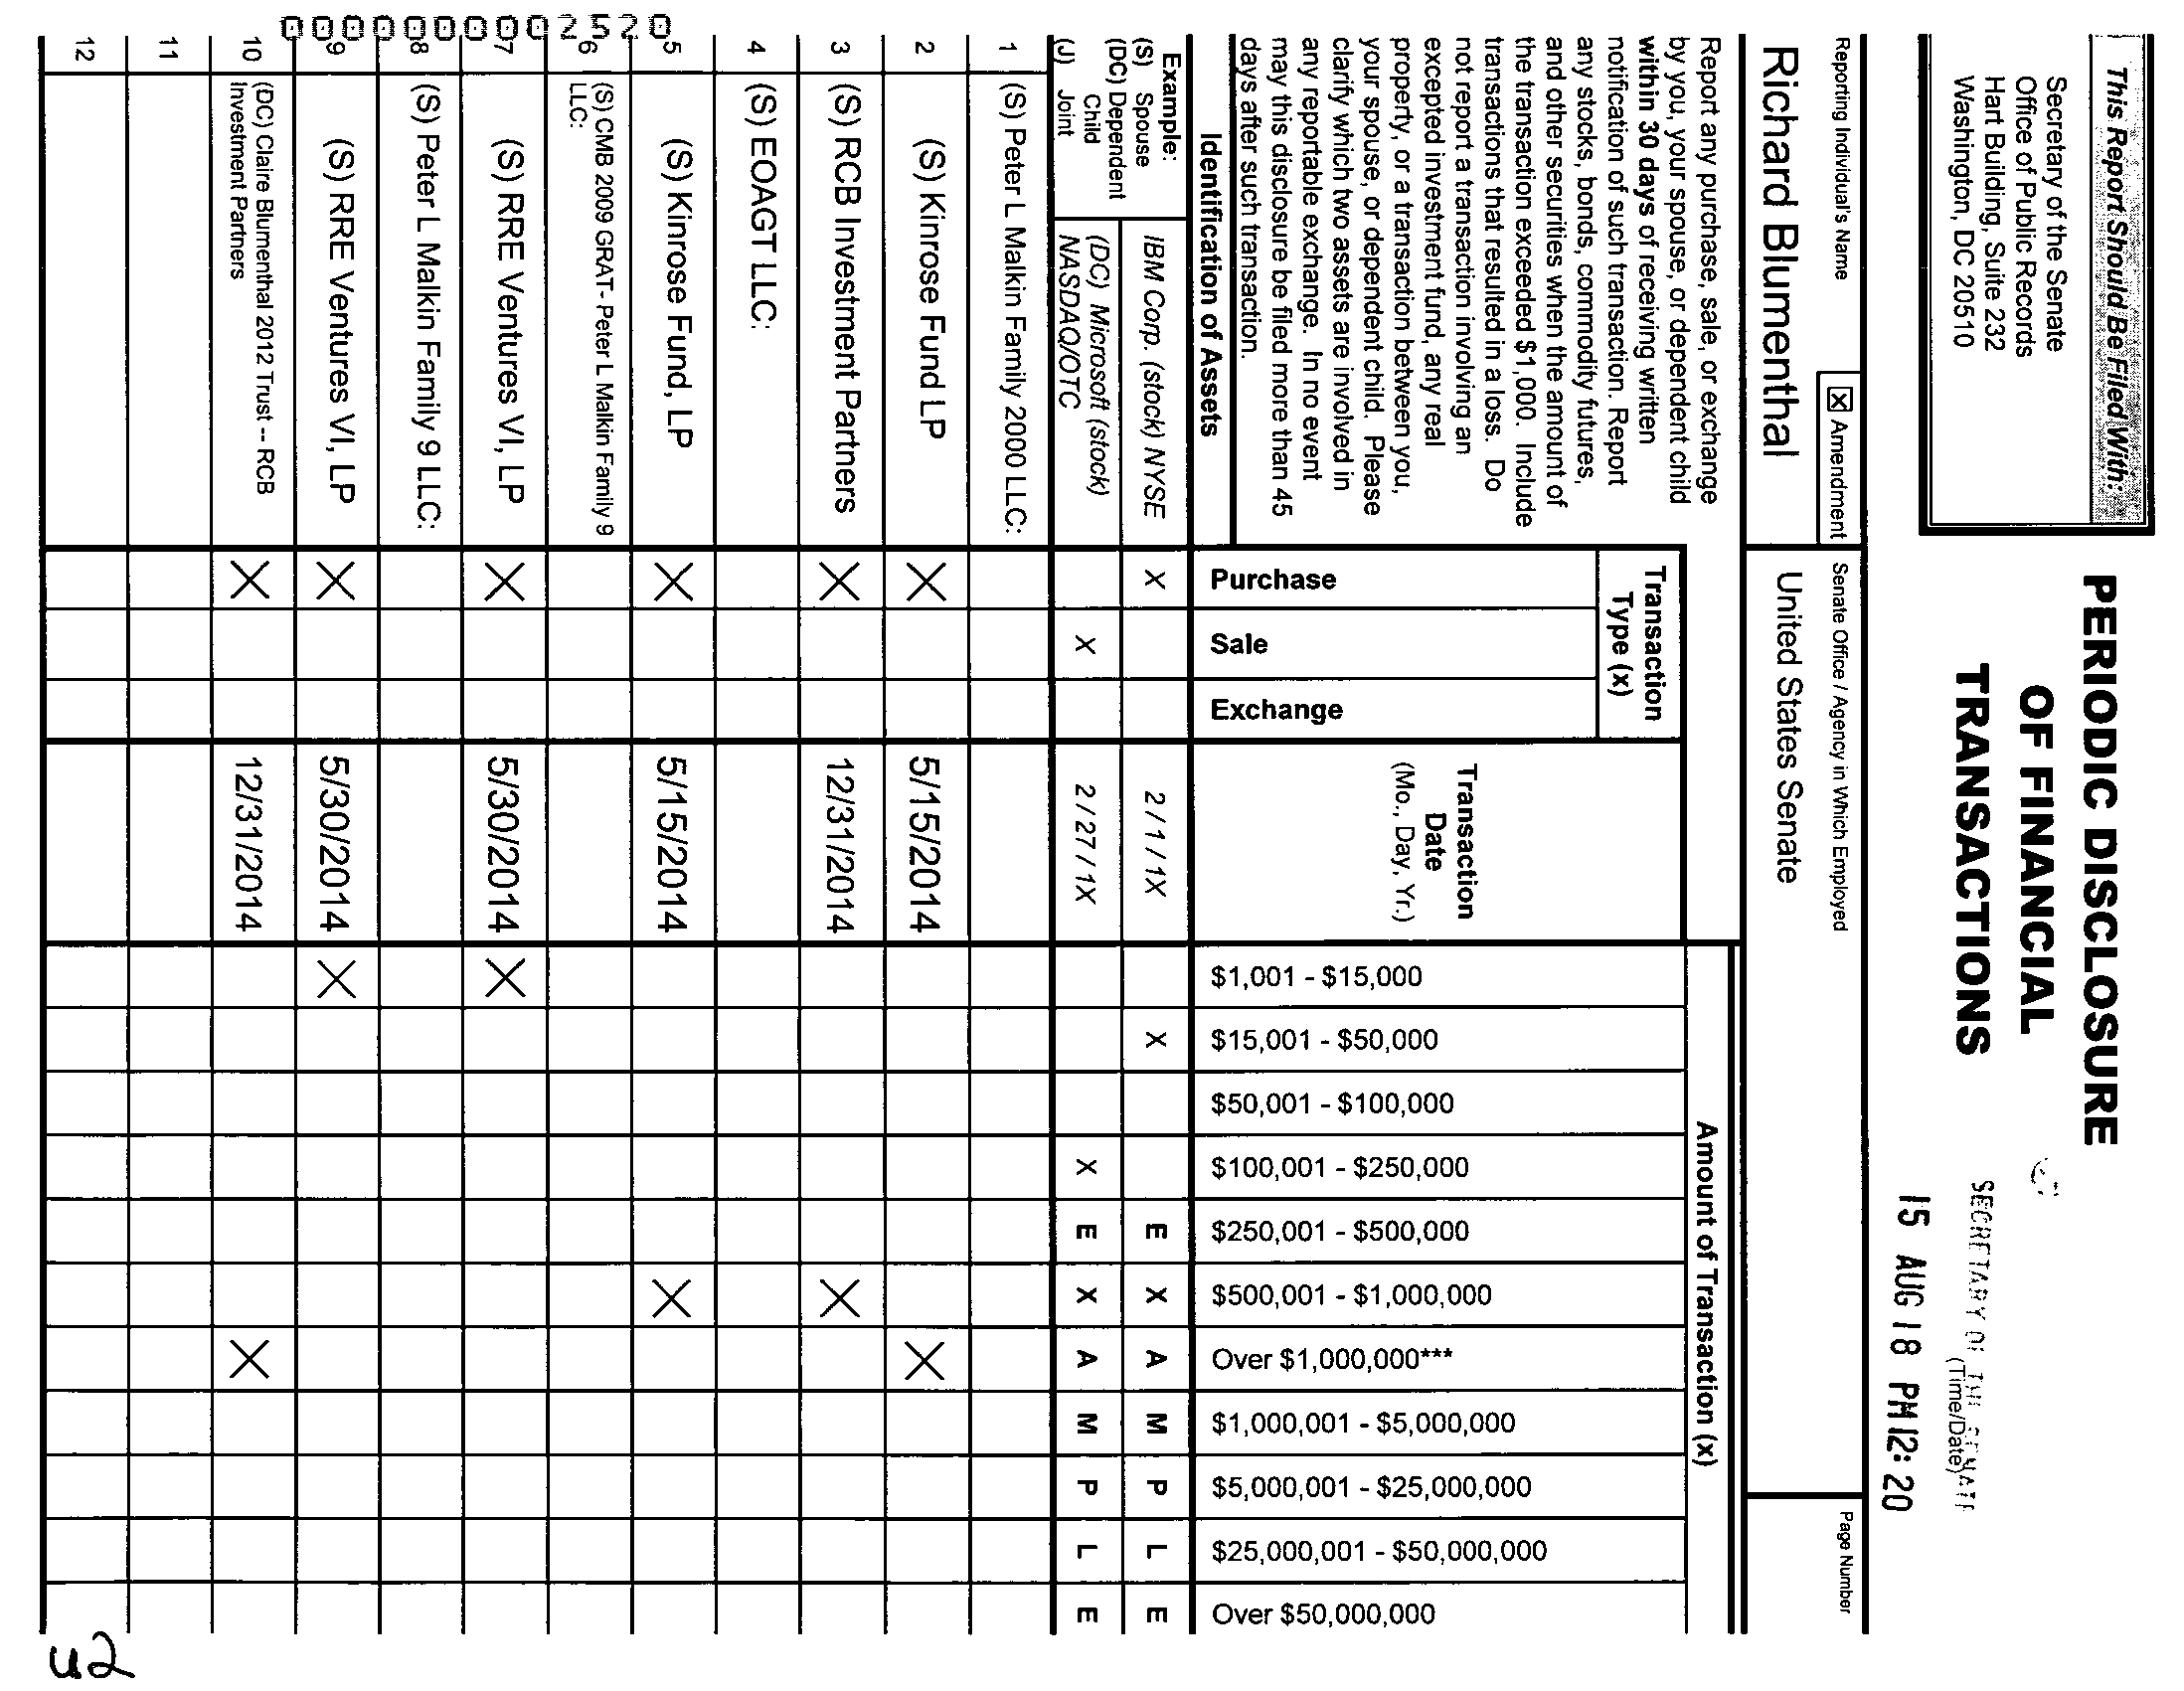 This Report Should Be Filed With:
Secretary of the Senate
Office of Public Records
Hart Building, Suite 232
Washington, DC 20510
PERIODIC DISCLOSURE
OF FINANCIAL
TRANSACTIONS
SECRETARY OF THE SENATE
(Time/Date)
15 AUG 18 PM 12: 20
Reporting Individual's Name
X Amendment
Senate Office / Agency in Which Employed
Page Number
Richard Blumenthal
United States Senate
Report any purchase, sale, or exchange
by you, your spouse, or dependent child
within 30 days of receiving written
notification of such transaction. Report
any stocks, bonds, commodity futures,
and other securities when the amount of
the transaction exceeded $1,000. Include
transactions that resulted in a loss. Do
not report a transaction involving an
excepted investment fund, any real
property, or a transaction between you,
your spouse, or dependent child. Please
clarify which two assets are involved in
any reportable exchange. In no event
may this disclosure be filed more than 45
days after such transaction.
Identification of Assets
Transaction
Type (x)
Purchase
Sale
Exchange
Transaction
Date
(Mo., Day, Yr.)
Amount of Transaction (x)
$1,001 - $15,000
$15,001 - $50,000
$50,001 - $100,000
$100,001 - $250,000
$250,001 - $500,000
$500,001 - $1,000,000
Over $1,000,000***
$1,000,001 - $5,000,000
$5,000,001 - $25,000,000
$25,000,001 - $50,000,000
Over $50,000,000
Example:
(S) Spouse
(DC) Dependent
Child
(J) Joint
IBM Corp. (stock) NYSE X 2 / 1 / 1X X E X A M P L E
(DC) Microsoft (stock)
NASDAQ/OTC X 2 / 27 / 1X X E X A M P L E
1 (S) Peter L Malkin Family 2000 LLC:
2 (S) Kinrose Fund LP X 5/15/2014 X
3 (S) RCB Investment Partners X 12/31/2014 X
4 (S) EOAGT LLC:
5 (S) Kinrose Fund, LP X 5/15/2014 X
6 (S) CMB 2009 GRAT- Peter L Malkin Family 9
LLC:
7 (S) RRE Ventures VI, LP X 5/30/2014 X
8 (S) Peter L Malkin Family 9 LLC:
9 (S) RRE Ventures VI, LP X 5/30/2014 X
10 (DC) Claire Blumenthal 2012 Trust -- RCB
Investment Partners X 12/31/2014 X
11
12
0000000002520
42